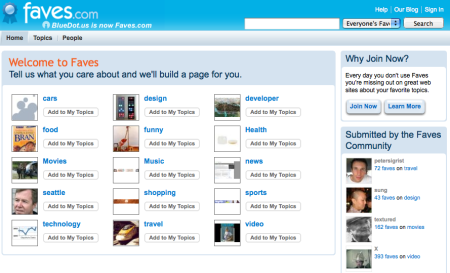 faves.com
BlueDot.us is now Faves.com
Help | Our Blog | Sign In
Everyone's Fave
Search
Home Topics People
Welcome to Faves
Tell us what you care about and we'll build a page for you.
cars
Add to My Topics
design
Add to My Topics
developer
Add to My Topics
food
Add to My Topics
funny
Add to My Topics
Health
Add to My Topics
Movies
Add to My Topics
Music
Add to My Topics
news
Add to My Topics
seattle
Add to My Topics
shopping
Add to My Topics
sports
Add to My Topics
technology
Add to My Topics
travel
Add to My Topics
video
Add to My Topics
BRAN
Why Join Now?
Every day you don't use Faves
you're missing out on great web
sites about your favorite topics.
Join Now
Learn More
Submitted by the Faves
Community
petersigrist
72 faves on travel
sung
43 faves on design
textured
162 faves on movies
X
393 faves on video